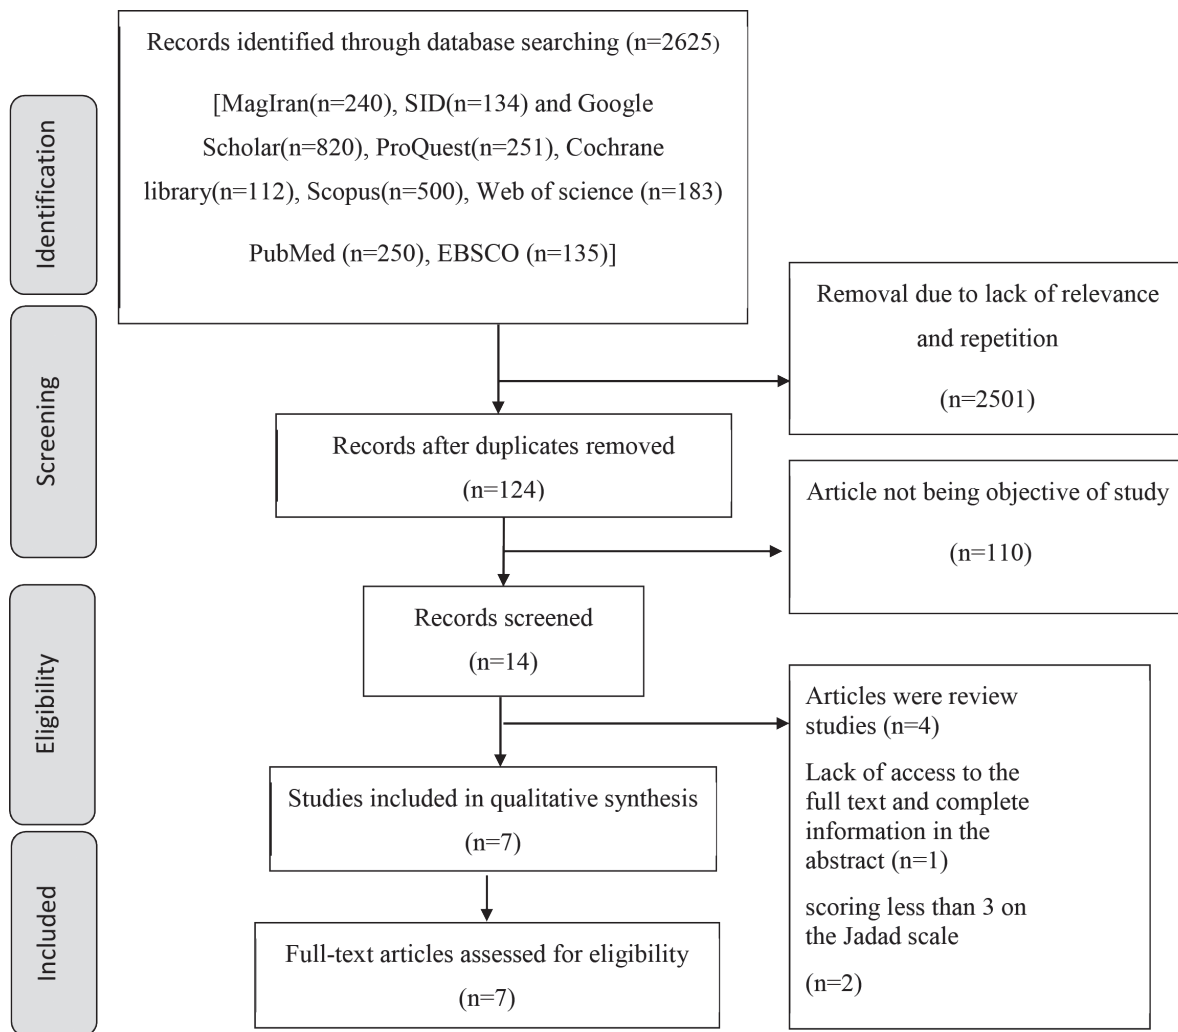 Records identified through database searching (n=2625)
[MagIran(n=240), SID(n=134) and Google
Scholar(n=820), ProQuest(n=251), Cochrane
library(n=112), Scopus(n=500), Web of science (n=183)
PubMed (n=250), EBSCO (n=135)]
Identification
Removal due to lack of relevance
and repetition
(n=2501)
Screening
Records after duplicates removed
(n=124)
Article not being objective of study
(n=110)
Records screened
(n=14)
Eligibility
Articles were review
studies (n=4)
Lack of access to the
full text and complete
information in the
abstract (n=1)
scoring less than 3 on
the Jadad scale
(n=2)
Studies included in qualitative synthesis
(n=7)
Included
Full-text articles assessed for eligibility
(n=7)